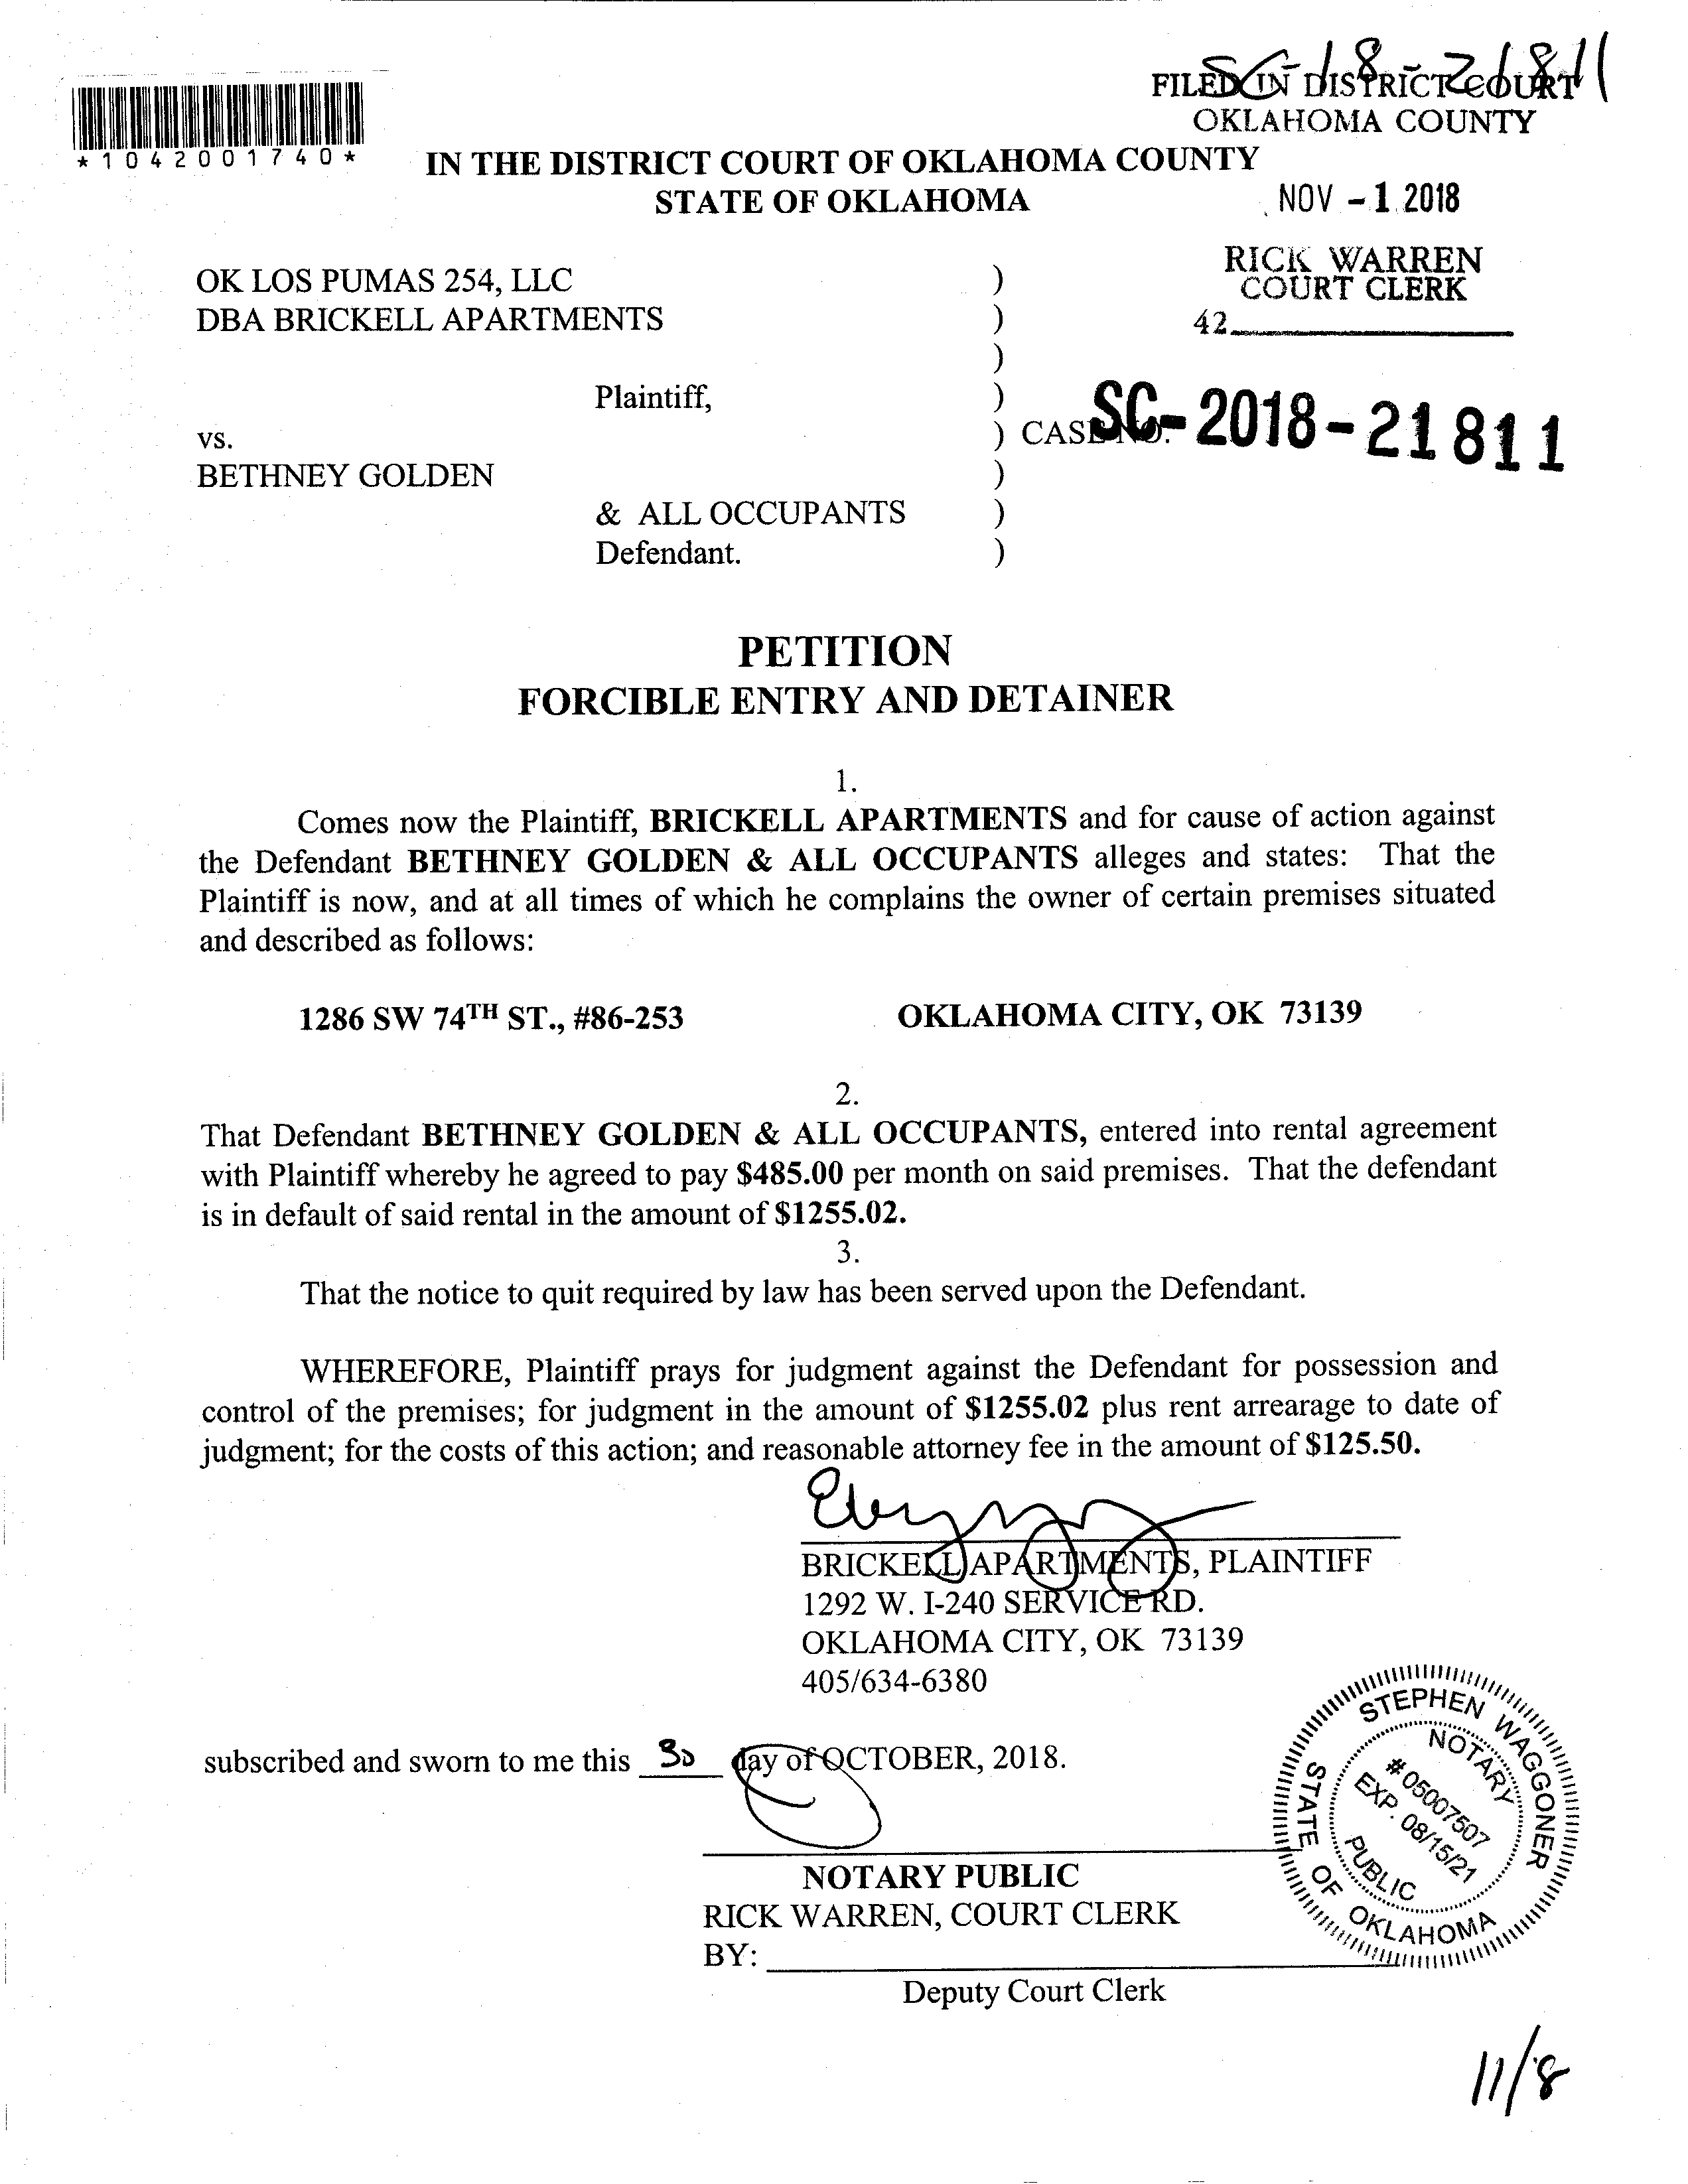 SC-18-21811
FILED IN DISTRICT COURT
OKLAHOMA COUNTY
*1042001740*
IN THE DISTRICT COURT OF OKLAHOMA COUNTY
STATE OF OKLAHOMA
NOV -1 2018
RICK WARREN
COURT CLERK
42
OK LOS PUMAS 254, LLC )
DBA BRICKELL APARTMENTS )
)
Plaintiff, )
vs. ) CASE NO. SC-2018-21811
BETHNEY GOLDEN )
& ALL OCCUPANTS )
Defendant. )
PETITION
FORCIBLE ENTRY AND DETAINER
1.
Comes now the Plaintiff, BRICKELL APARTMENTS and for cause of action against
the Defendant BETHNEY GOLDEN & ALL OCCUPANTS alleges and states: That the
Plaintiff is now, and at all times of which he complains the owner of certain premises situated
and described as follows:
1286 SW 74TH ST., #86-253 OKLAHOMA CITY, OK 73139
2.
That Defendant BETHNEY GOLDEN & ALL OCCUPANTS, entered into rental agreement
with Plaintiff whereby he agreed to pay $485.00 per month on said premises. That the defendant
is in default of said rental in the amount of $1255.02.
3.
That the notice to quit required by law has been served upon the Defendant.
WHEREFORE, Plaintiff prays for judgment against the Defendant for possession and
control of the premises; for judgment in the amount of $1255.02 plus rent arrearage to date of
judgment; for the costs of this action; and reasonable attorney fee in the amount of $125.50.
BRICKELL APARTMENTS, PLAINTIFF
1292 W. I-240 SERVICE RD.
OKLAHOMA CITY, OK 73139
405/634-6380
subscribed and sworn to me this 30 day of OCTOBER, 2018.
STEPHEN WAGGONER
NOTARY
# 05007507
EXP. 08/15/21
PUBLIC
STATE OF OKLAHOMA
NOTARY PUBLIC
RICK WARREN, COURT CLERK
BY:
Deputy Court Clerk
11/8